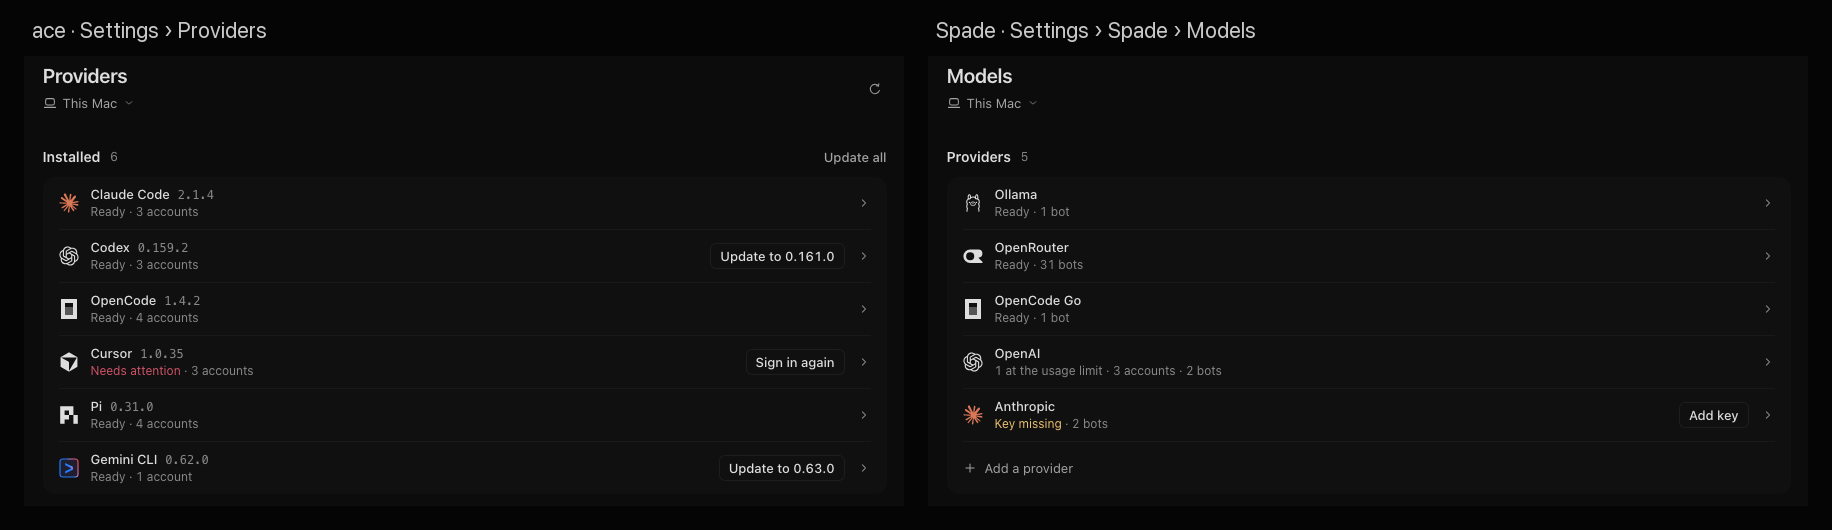 ace · Settings › Providers
Providers
This Mac
Installed 6
Update all
Claude Code 2.1.4
Ready · 3 accounts
Codex 0.159.2
Ready · 3 accounts
Update to 0.161.0
OpenCode 1.4.2
Ready · 4 accounts
Cursor 1.0.35
Needs attention · 3 accounts
Sign in again
Pi 0.31.0
Ready · 4 accounts
Gemini CLI 0.62.0
Ready · 1 account
Update to 0.63.0
Spade · Settings › Spade › Models
Models
This Mac
Providers 5
Ollama
Ready · 1 bot
OpenRouter
Ready · 31 bots
OpenCode Go
Ready · 1 bot
OpenAI
1 at the usage limit · 3 accounts · 2 bots
Anthropic
Key missing · 2 bots
Add key
+ Add a provider